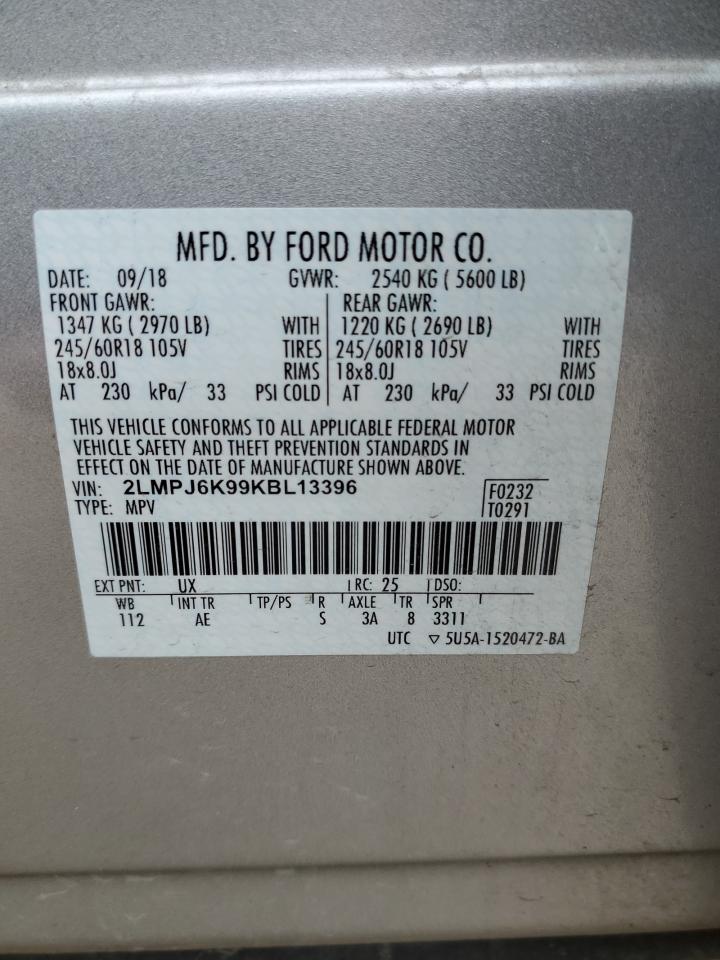 MFD. BY FORD MOTOR CO.
DATE: 09/18 GVWR: 2540 KG ( 5600 LB)
FRONT GAWR: REAR GAWR:
1347 KG ( 2970 LB) WITH 1220 KG ( 2690 LB) WITH
245/60R18 105V TIRES 245/60R18 105V TIRES
18x8.0J RIMS 18x8.0J RIMS
AT 230 kPa/ 33 PSI COLD AT 230 kPa/ 33 PSI COLD
THIS VEHICLE CONFORMS TO ALL APPLICABLE FEDERAL MOTOR
VEHICLE SAFETY AND THEFT PREVENTION STANDARDS IN
EFFECT ON THE DATE OF MANUFACTURE SHOWN ABOVE.
VIN: 2LMPJ6K99KBL13396 F0232
TYPE: MPV T0291
EXT PNT: UX RC: 25 DSO:
WB INT TR TP/PS R AXLE TR SPR
112 AE S 3A 8 3311
UTC ▽ 5U5A-1520472-BA